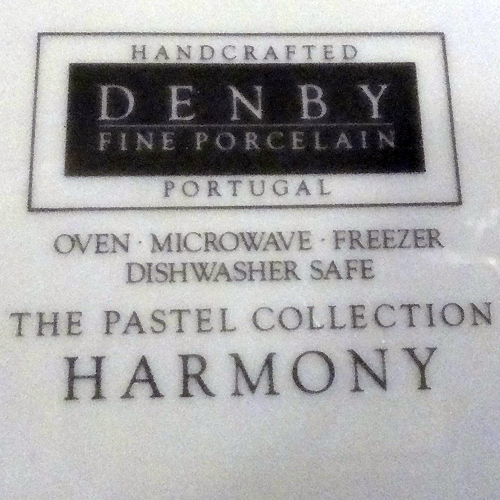 HANDCRAFTED
DENBY
FINE PORCELAIN
PORTUGAL
OVEN · MICROWAVE · FREEZER
DISHWASHER SAFE
THE PASTEL COLLECTION
HARMONY